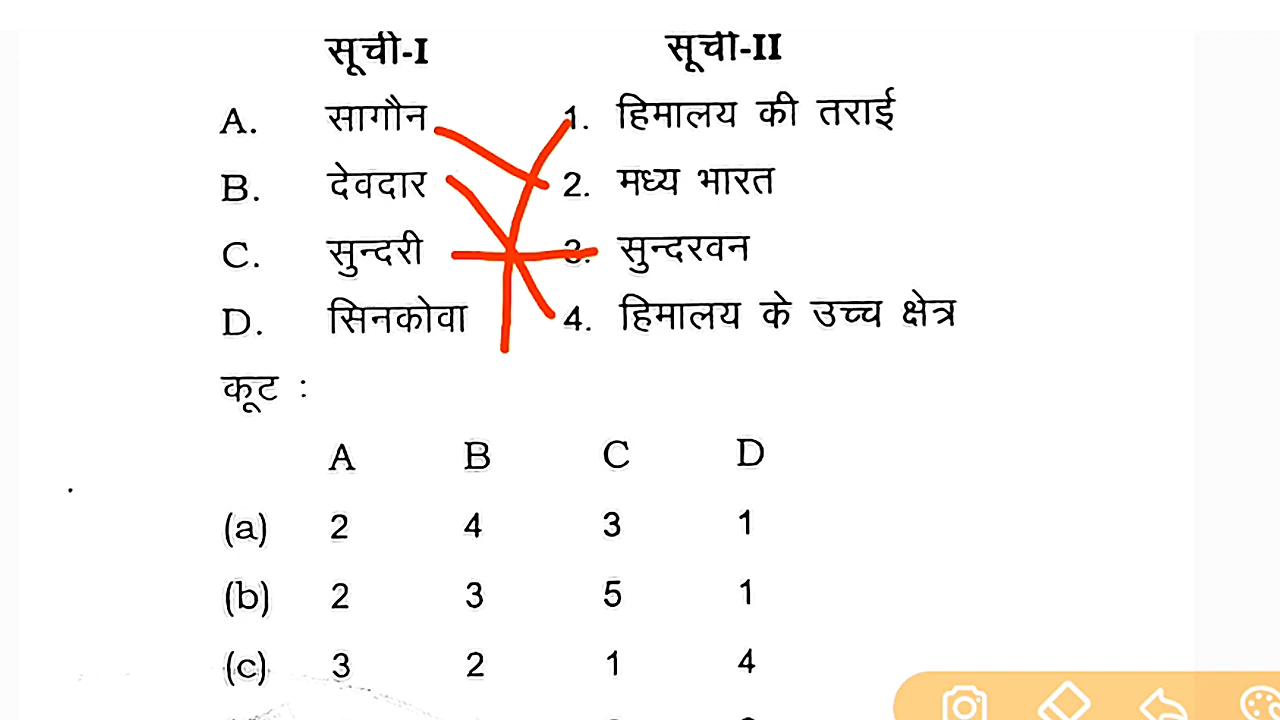 सूची-I सूची-II
A. सागौन 1. हिमालय की तराई
B. देवदार 2. मध्य भारत
C. सुन्दरी 3. सुन्दरवन
D. सिनकोवा 4. हिमालय के उच्च क्षेत्र
कूट :
A B C D
(a) 2 4 3 1
(b) 2 3 5 1
(c) 3 2 1 4